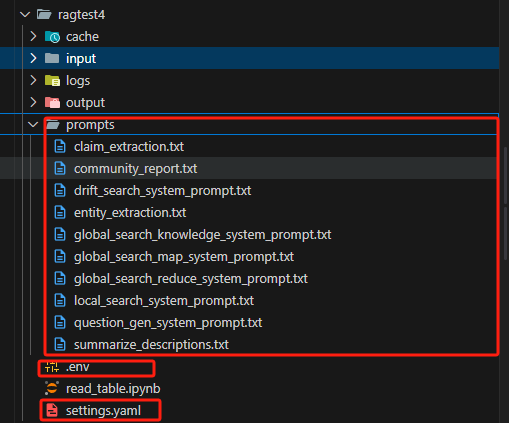 ragtest4
cache
input
logs
output
prompts
claim_extraction.txt
community_report.txt
drift_search_system_prompt.txt
entity_extraction.txt
global_search_knowledge_system_prompt.txt
global_search_map_system_prompt.txt
global_search_reduce_system_prompt.txt
local_search_system_prompt.txt
question_gen_system_prompt.txt
summarize_descriptions.txt
.env
read_table.ipynb
settings.yaml